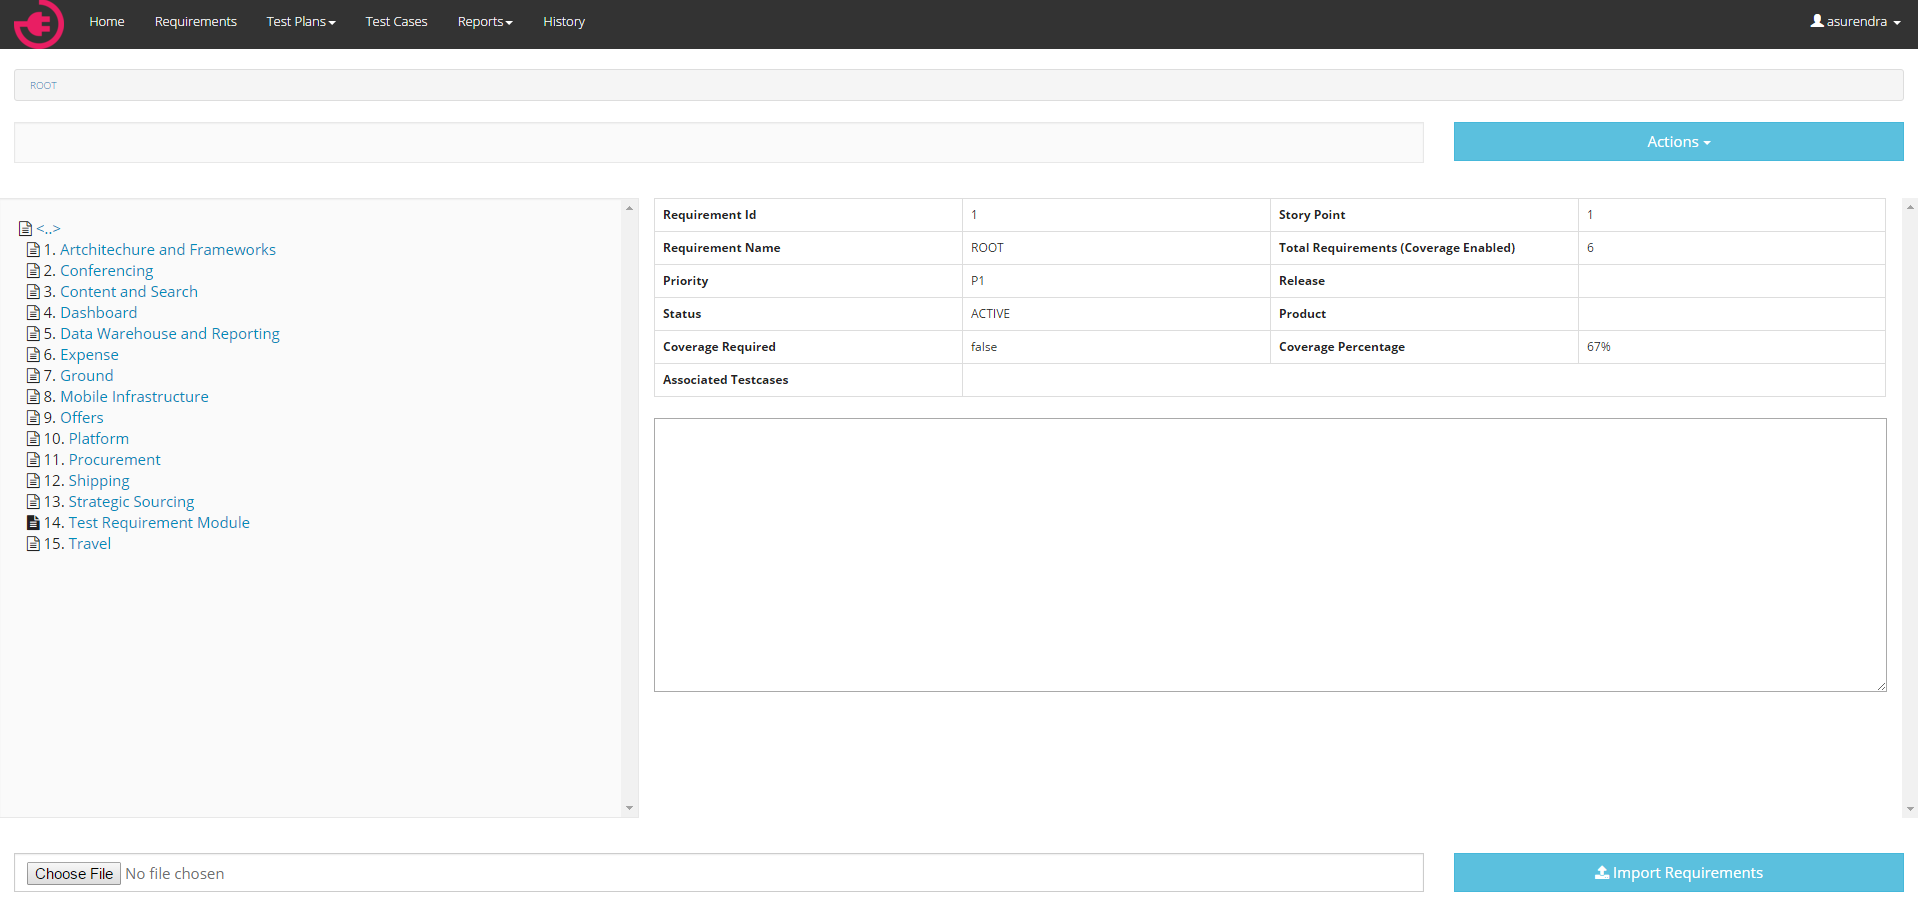 Home Requirements Test Plans Test Cases Reports History asurendra
ROOT
Actions
<..>
1. Artchitechure and Frameworks
2. Conferencing
3. Content and Search
4. Dashboard
5. Data Warehouse and Reporting
6. Expense
7. Ground
8. Mobile Infrastructure
9. Offers
10. Platform
11. Procurement
12. Shipping
13. Strategic Sourcing
14. Test Requirement Module
15. Travel
Requirement Id 1 Story Point 1
Requirement Name ROOT Total Requirements (Coverage Enabled) 6
Priority P1 Release
Status ACTIVE Product
Coverage Required false Coverage Percentage 67%
Associated Testcases
Choose File No file chosen
Import Requirements